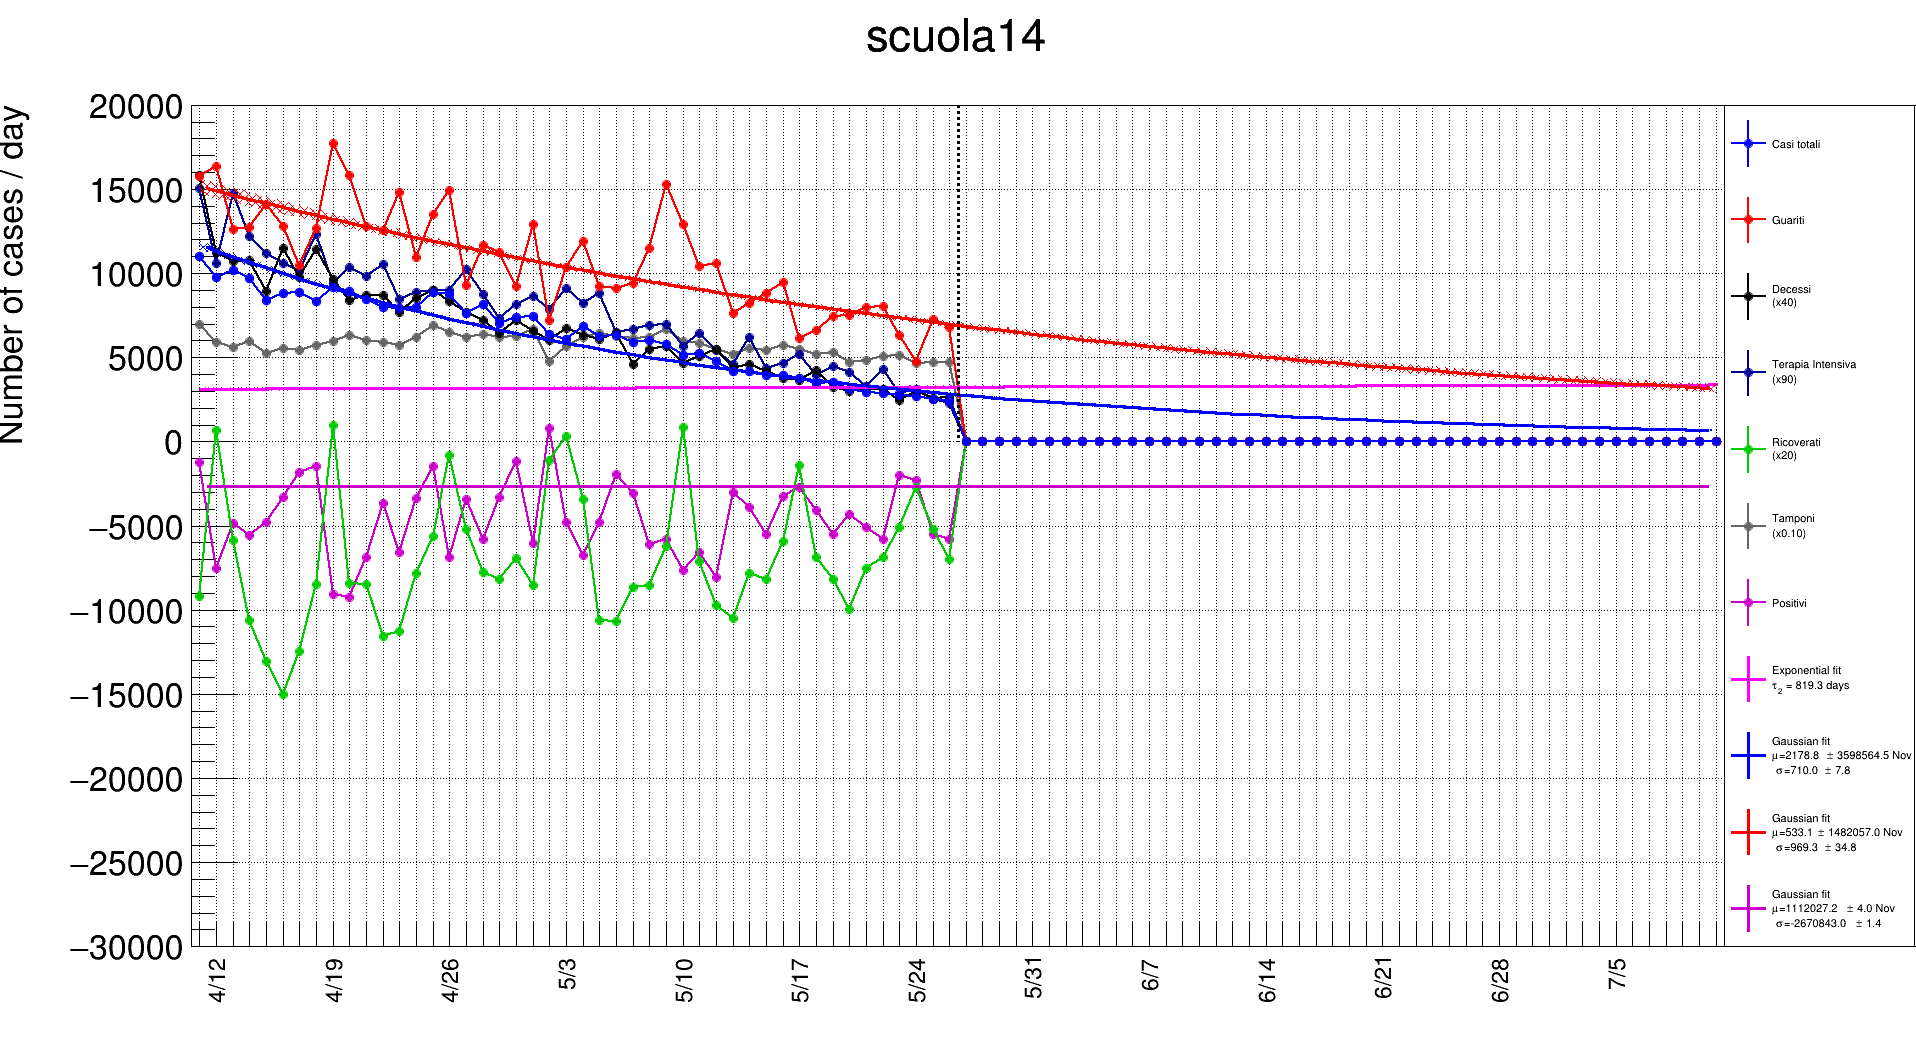 scuola14
Number of cases / day
20000
15000
10000
5000
0
−5000
−10000
−15000
−20000
−25000
−30000
4/12
4/19
4/26
5/3
5/10
5/17
5/24
5/31
6/7
6/14
6/21
6/28
7/5
Casi totali
Guariti
Decessi
(x40)
Terapia Intensiva
(x90)
Ricoverati
(x20)
Tamponi
(x0.10)
Positivi
Exponential fit
τ2 = 819.3 days
Gaussian fit
μ=2178.8 ± 3598564.5 Nov
σ=710.0 ± 7.8
Gaussian fit
μ=533.1 ± 1482057.0 Nov
σ=969.3 ± 34.8
Gaussian fit
μ=1112027.2 ± 4.0 Nov
σ=-2670843.0 ± 1.4